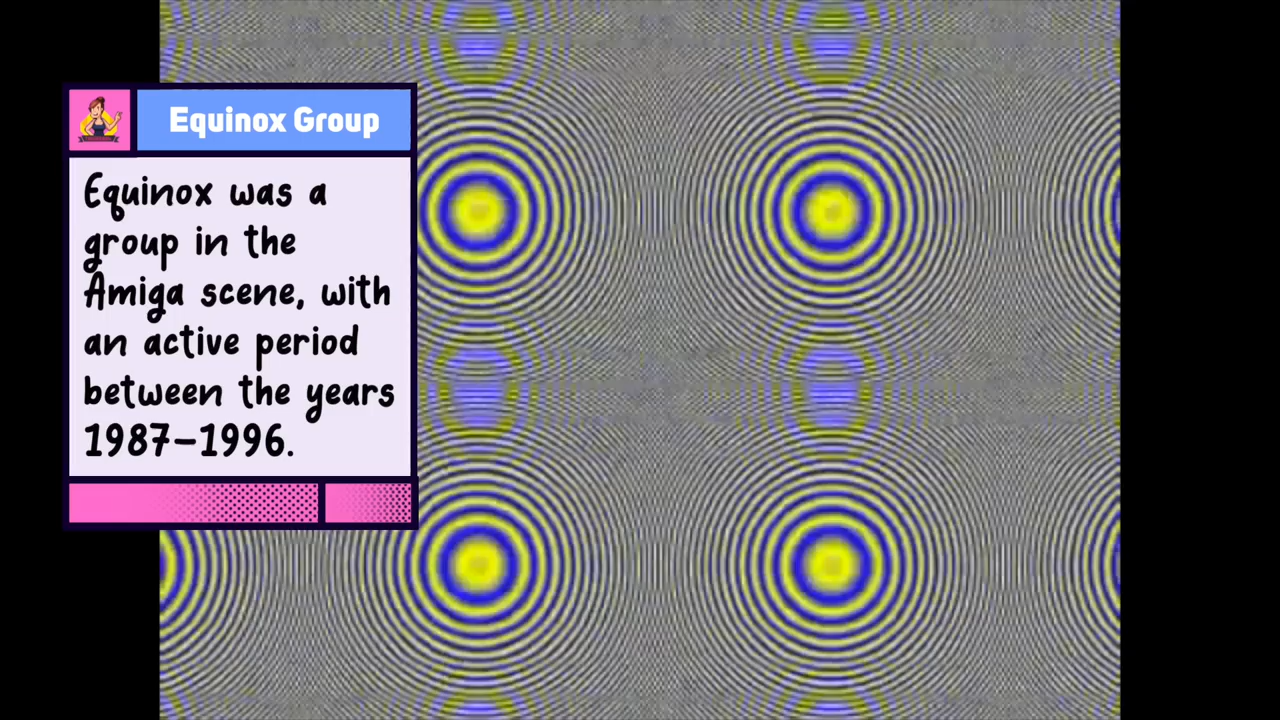 Equinox Group
Equinox was a
group in the
Amiga scene, with
an active period
between the years
1987–1996.